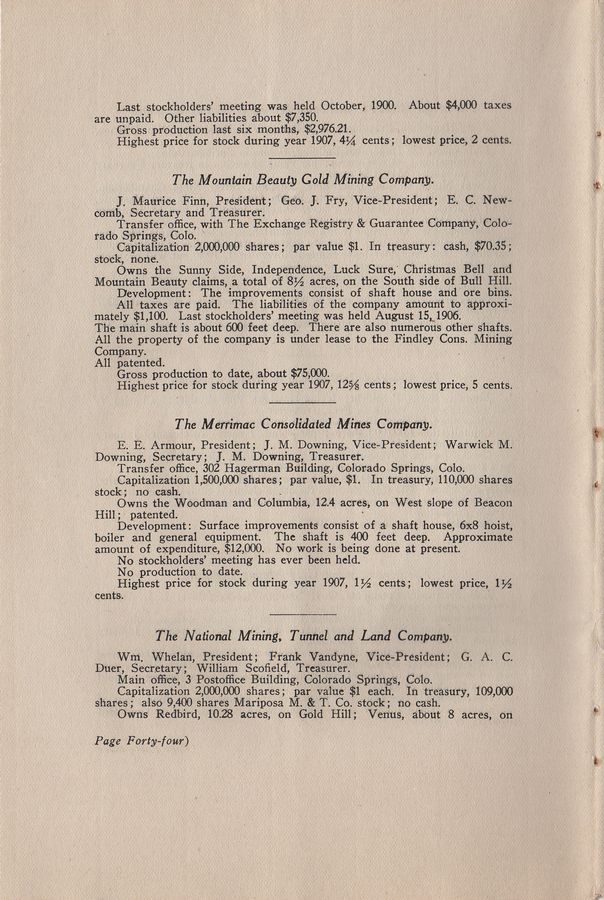 Last stockholders' meeting was held October, 1900. About $4,000 taxes
are unpaid. Other liabilities about $7,350.
Gross production last six months, $2,976.21.
Highest price for stock during year 1907, 4¼ cents; lowest price, 2 cents.
The Mountain Beauty Gold Mining Company.
J. Maurice Finn, President; Geo. J. Fry, Vice-President; E. C. New-
comb, Secretary and Treasurer.
Transfer office, with The Exchange Registry & Guarantee Company, Colo-
rado Springs, Colo.
Capitalization 2,000,000 shares; par value $1. In treasury: cash, $70.35;
stock, none.
Owns the Sunny Side, Independence, Luck Sure, Christmas Bell and
Mountain Beauty claims, a total of 8½ acres, on the South side of Bull Hill.
Development: The improvements consist of shaft house and ore bins.
All taxes are paid. The liabilities of the company amount to approxi-
mately $1,100. Last stockholders' meeting was held August 15, 1906.
The main shaft is about 600 feet deep. There are also numerous other shafts.
All the property of the company is under lease to the Findley Cons. Mining
Company.
All patented.
Gross production to date, about $75,000.
Highest price for stock during year 1907, 12⅝ cents; lowest price, 5 cents.
The Merrimac Consolidated Mines Company.
E. E. Armour, President; J. M. Downing, Vice-President; Warwick M.
Downing, Secretary; J. M. Downing, Treasurer.
Transfer office, 302 Hagerman Building, Colorado Springs, Colo.
Capitalization 1,500,000 shares; par value, $1. In treasury, 110,000 shares
stock; no cash.
Owns the Woodman and Columbia, 12.4 acres, on West slope of Beacon
Hill; patented.
Development: Surface improvements consist of a shaft house, 6x8 hoist,
boiler and general equipment. The shaft is 400 feet deep. Approximate
amount of expenditure, $12,000. No work is being done at present.
No stockholders' meeting has ever been held.
No production to date.
Highest price for stock during year 1907, 1½ cents; lowest price, 1½
cents.
The National Mining, Tunnel and Land Company.
Wm. Whelan, President; Frank Vandyne, Vice-President; G. A. C.
Duer, Secretary; William Scofield, Treasurer.
Main office, 3 Postoffice Building, Colorado Springs, Colo.
Capitalization 2,000,000 shares; par value $1 each. In treasury, 109,000
shares; also 9,400 shares Mariposa M. & T. Co. stock; no cash.
Owns Redbird, 10.28 acres, on Gold Hill; Venus, about 8 acres, on
Page Forty-four)